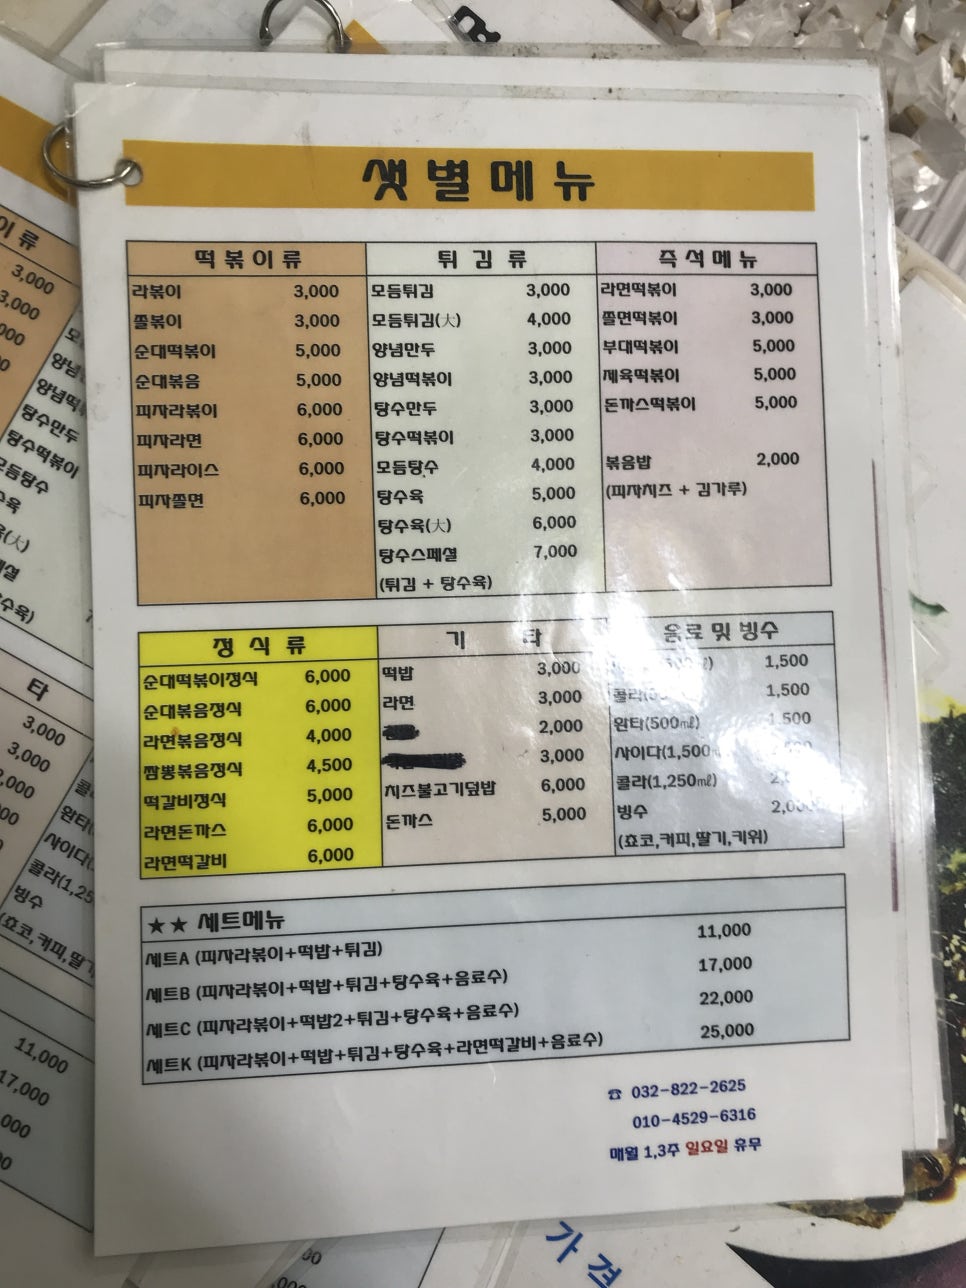 샛별메뉴
떡볶이류
라볶이 3,000
쫄볶이 3,000
순대떡볶이 5,000
순대볶음 5,000
피자라볶이 6,000
피자라면 6,000
피자라이스 6,000
피자쫄면 6,000
튀김류
모듬튀김 3,000
모듬튀김(大) 4,000
양념만두 3,000
양념떡볶이 3,000
탕수만두 3,000
탕수떡볶이 3,000
모듬탕수 4,000
탕수육 5,000
탕수육(大) 6,000
탕수스페셜 7,000
(튀김 + 탕수육)
즉석메뉴
라면떡볶이 3,000
쫄면떡볶이 3,000
부대떡볶이 5,000
제육떡볶이 5,000
돈까스떡볶이 5,000
볶음밥 2,000
(피자치즈 + 김가루)
정식류
순대떡볶이정식 6,000
순대볶음정식 6,000
라면볶음정식 4,000
짬뽕볶음정식 4,500
떡갈비정식 5,000
라면돈까스 6,000
라면떡갈비 6,000
기타
떡밥 3,000
라면 3,000
2,000
3,000
치즈불고기덮밥 6,000
돈까스 5,000
음료 및 빙수
1,500
1,500
환타(500㎖) 1,500
사이다(1,500
콜라(1,250㎖)
빙수 2,000
(쵸코,커피,딸기,키위)
★★ 세트메뉴
세트A (피자라볶이+떡밥+튀김) 11,000
세트B (피자라볶이+떡밥+튀김+탕수육+음료수) 17,000
세트C (피자라볶이+떡밥2+튀김+탕수육+음료수) 22,000
세트K (피자라볶이+떡밥+튀김+탕수육+라면떡갈비+음료수) 25,000
☎ 032-822-2625
010-4529-6316
매월 1,3주 일요일 휴무
가격